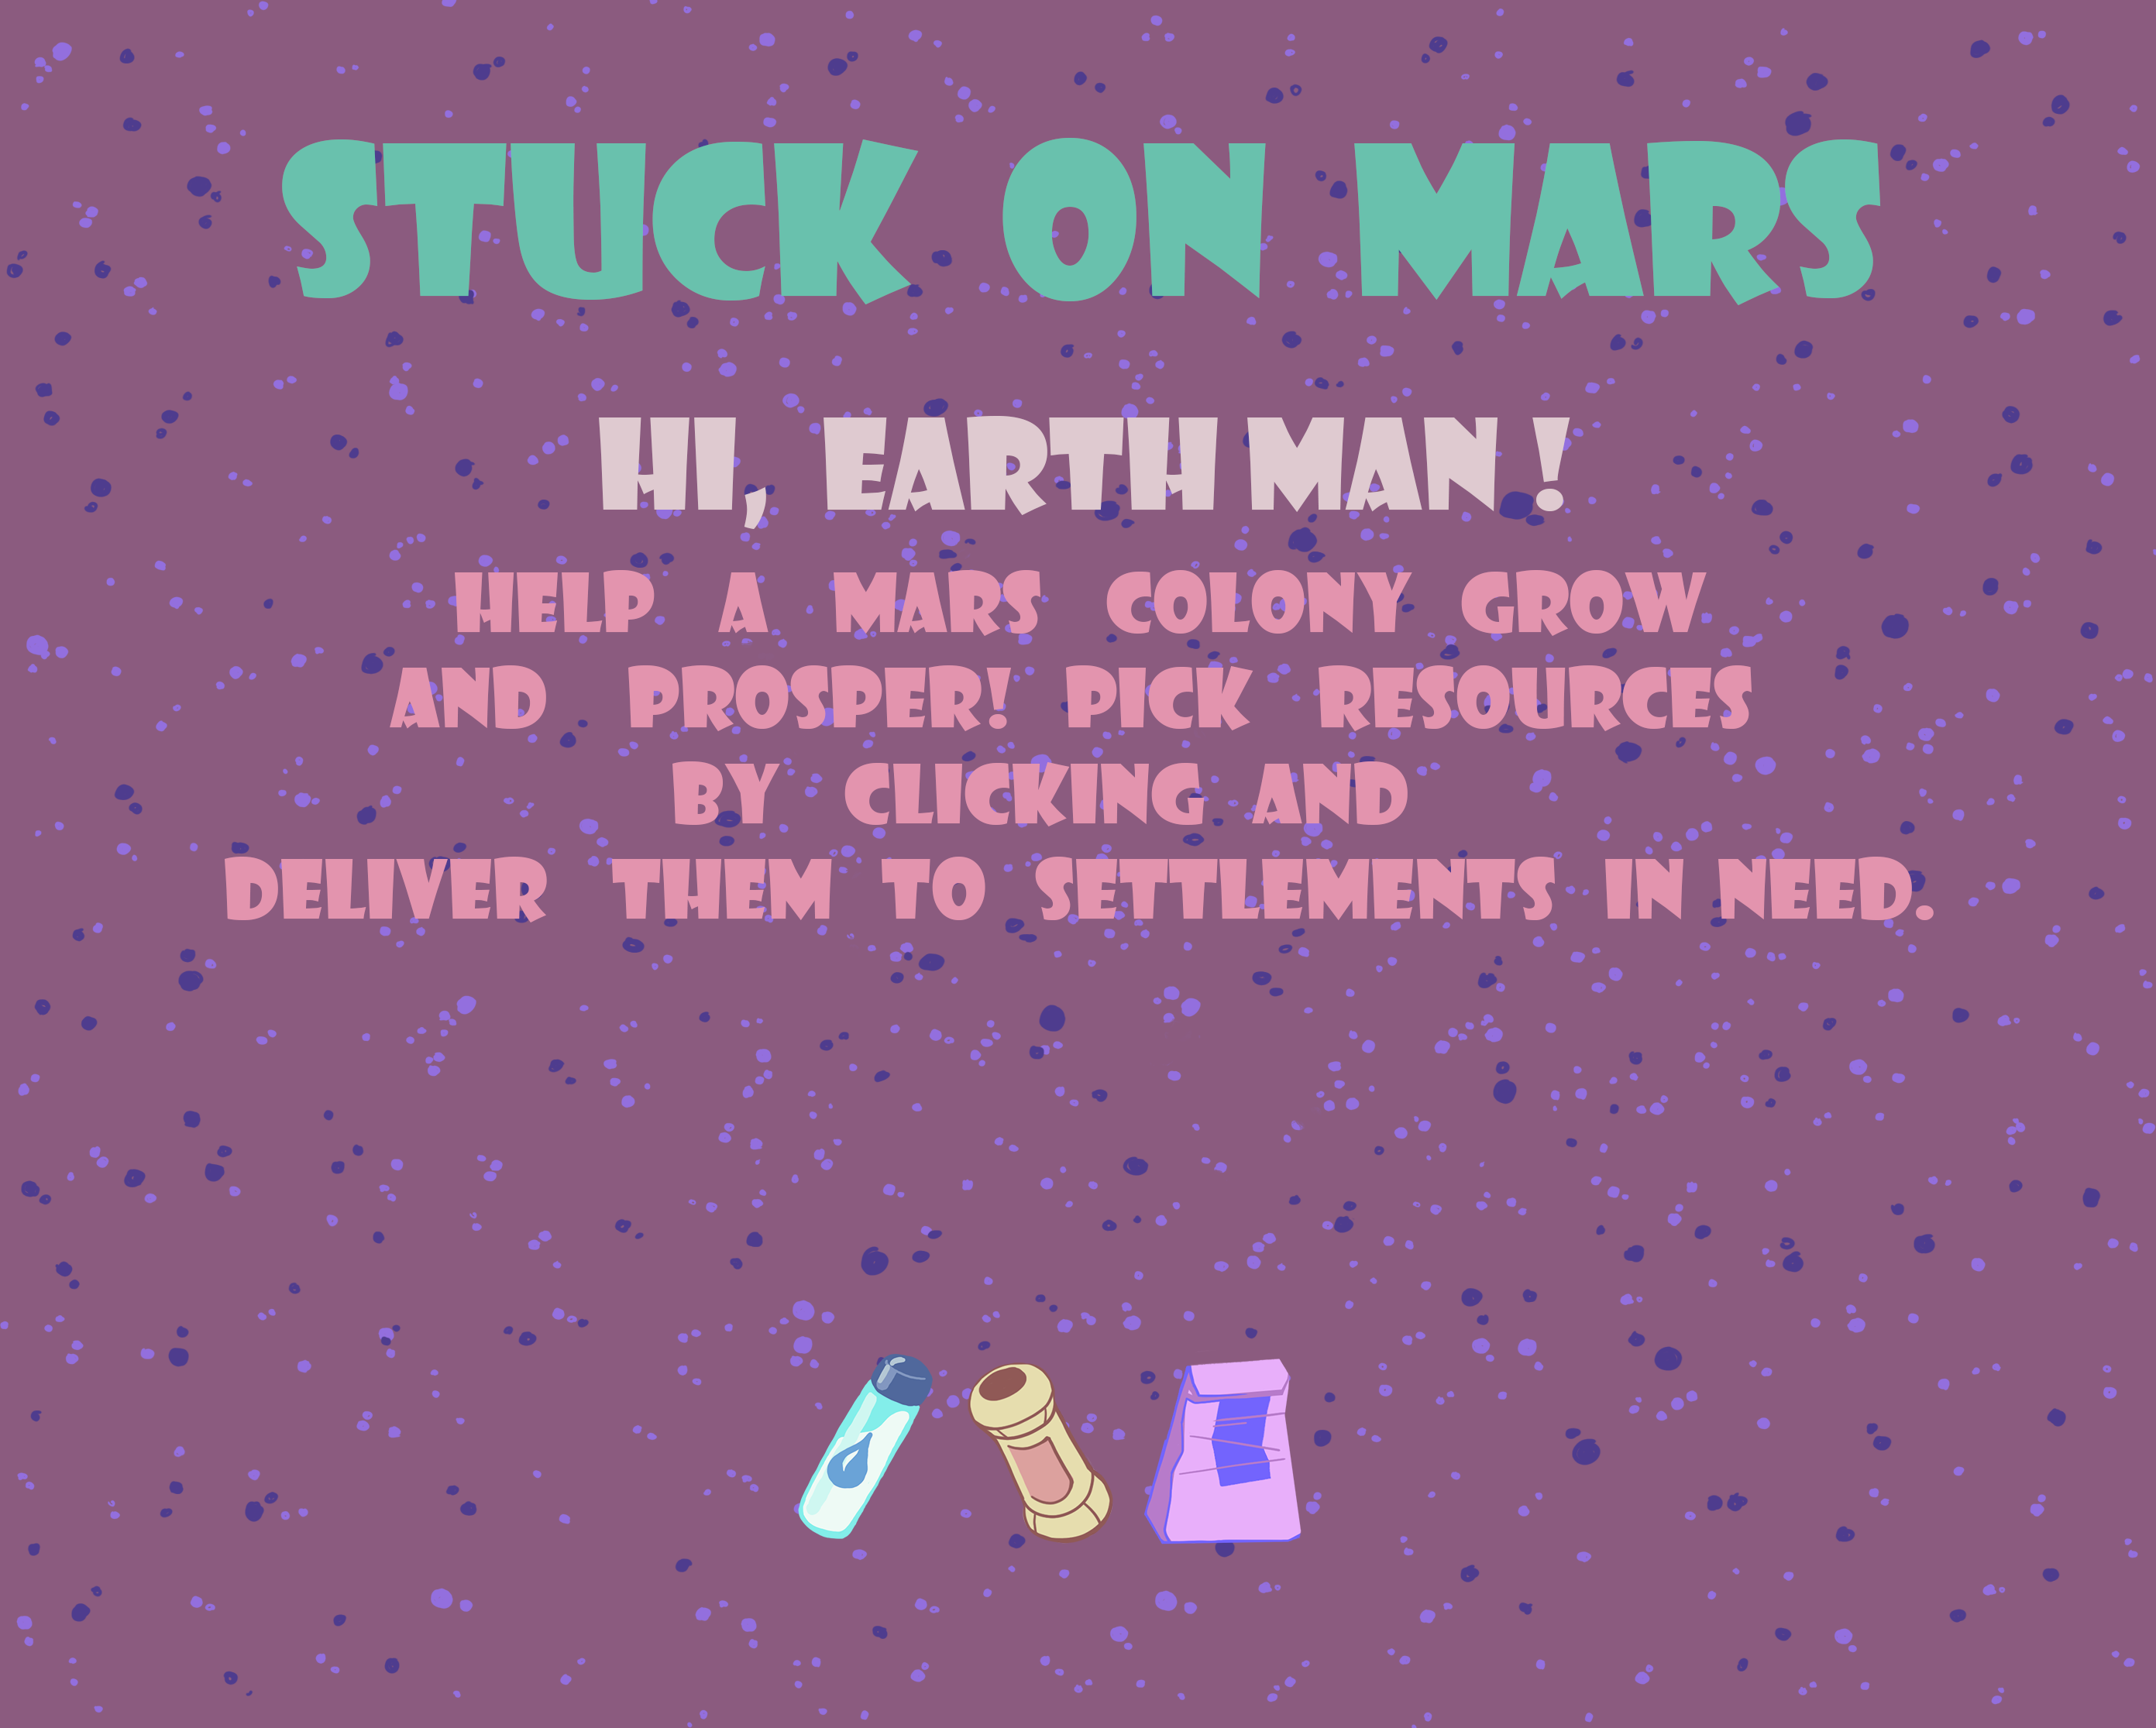 STUCK ON MARS
HI, EARTH MAN!
HELP A MARS COLONY GROW
AND PROSPER! PICK RESOURCES
BY CLICKING AND
DELIVER THEM TO SETTLEMENTS IN NEED.